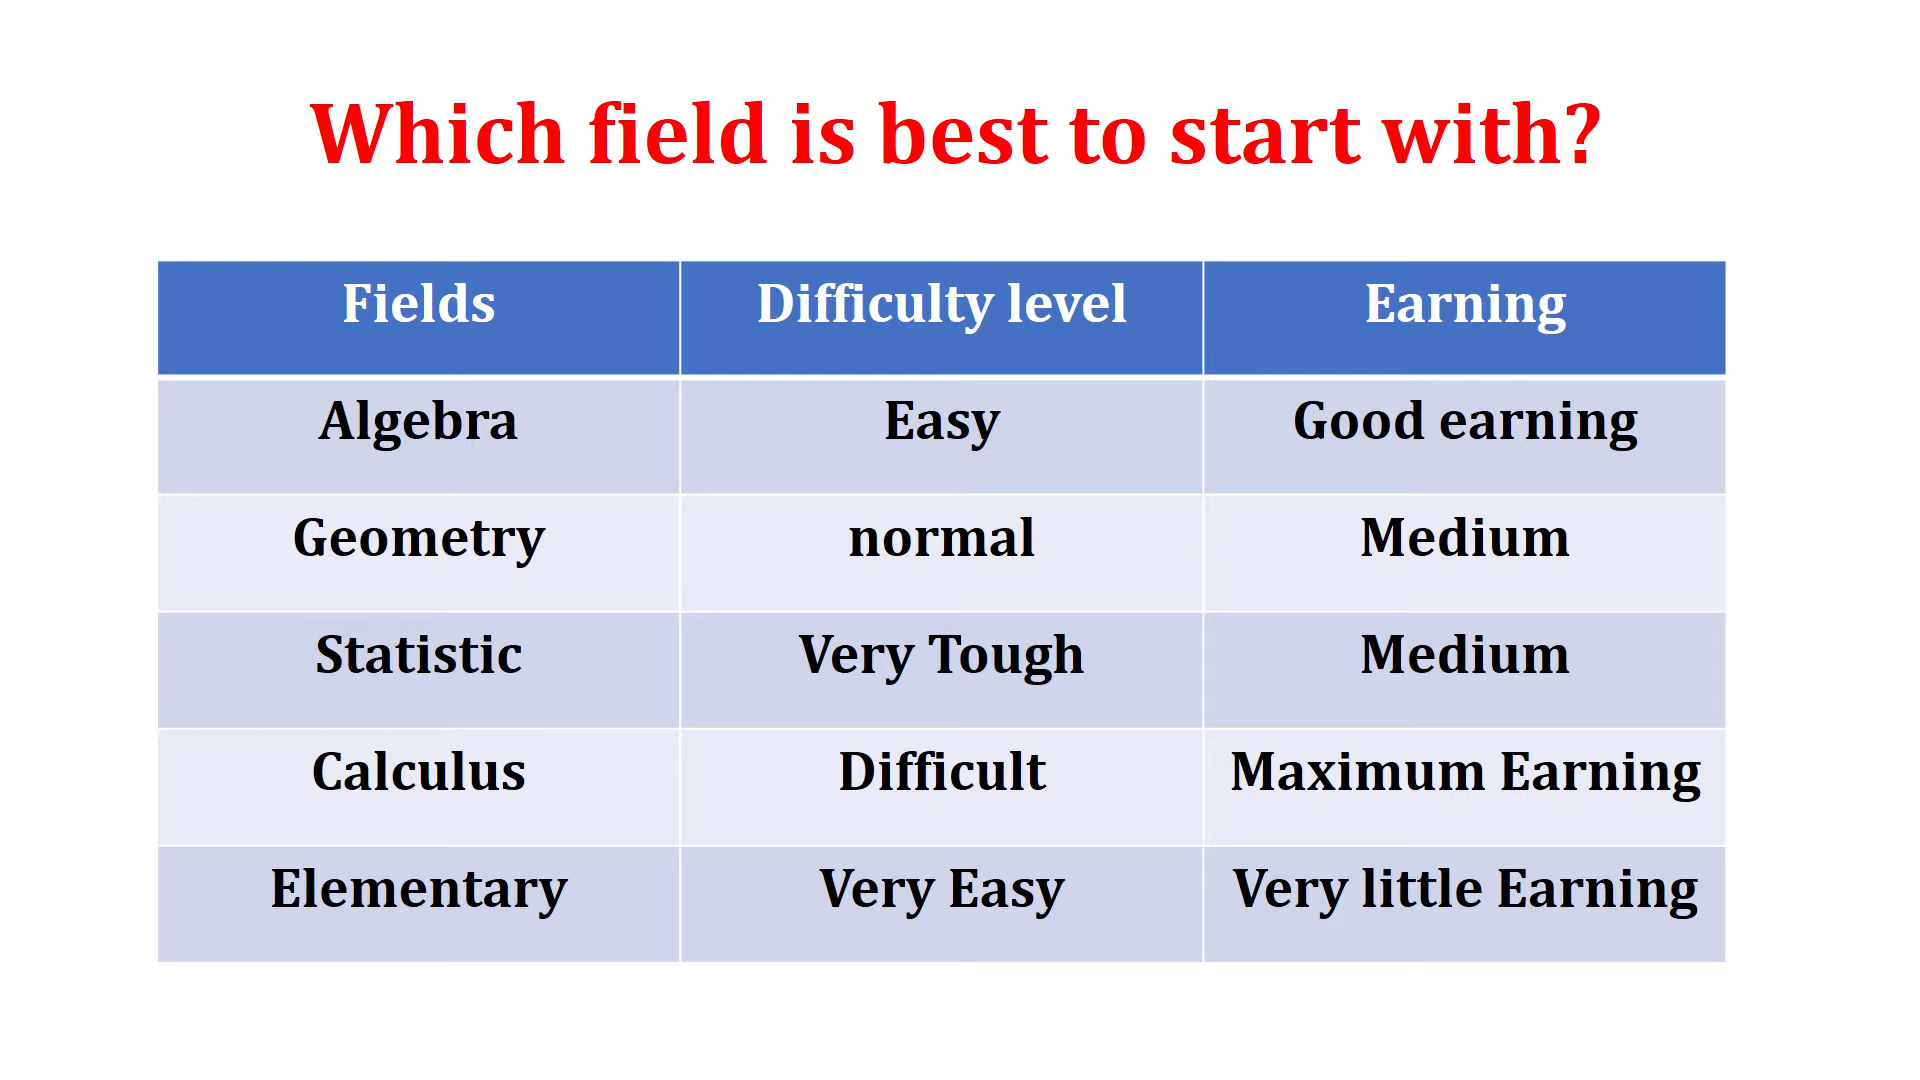 Which field is best to start with?
Fields Difficulty level Earning
Algebra Easy Good earning
Geometry normal Medium
Statistic Very Tough Medium
Calculus Difficult Maximum Earning
Elementary Very Easy Very little Earning